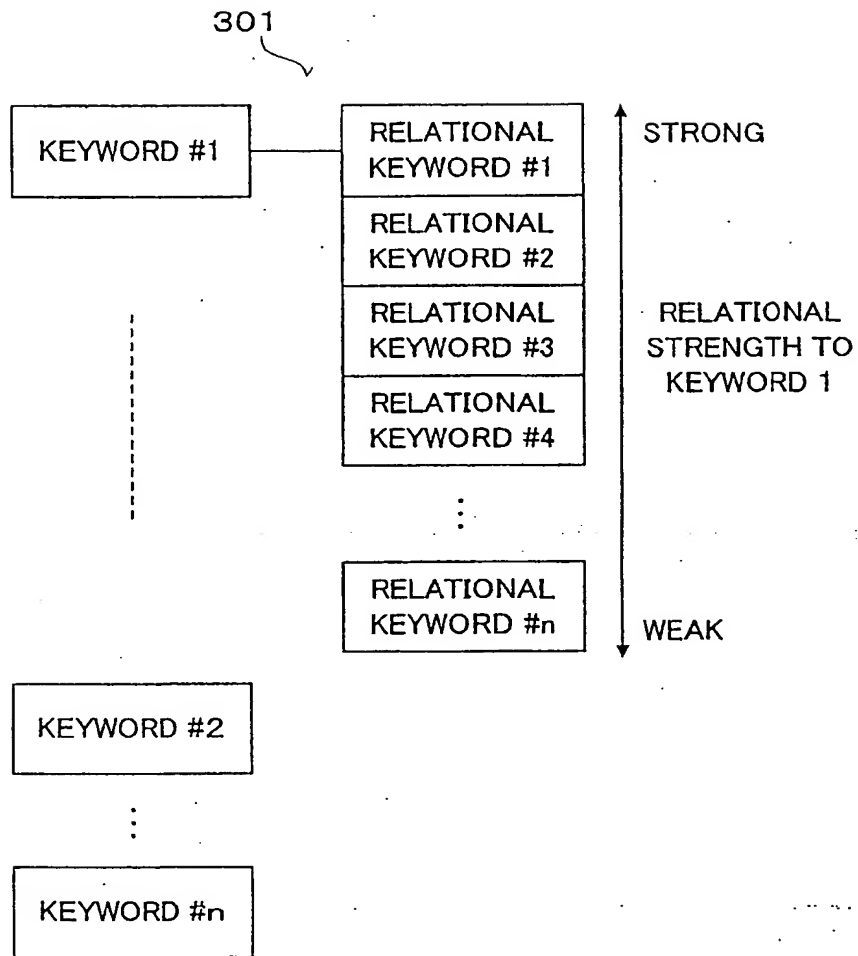 301
KEYWORD #1
RELATIONAL
KEYWORD #1
STRONG
RELATIONAL
KEYWORD #2
RELATIONAL
KEYWORD #3
RELATIONAL
STRENGTH TO
KEYWORD 1
RELATIONAL
KEYWORD #4
RELATIONAL
KEYWORD #n
WEAK
KEYWORD #2
KEYWORD #n